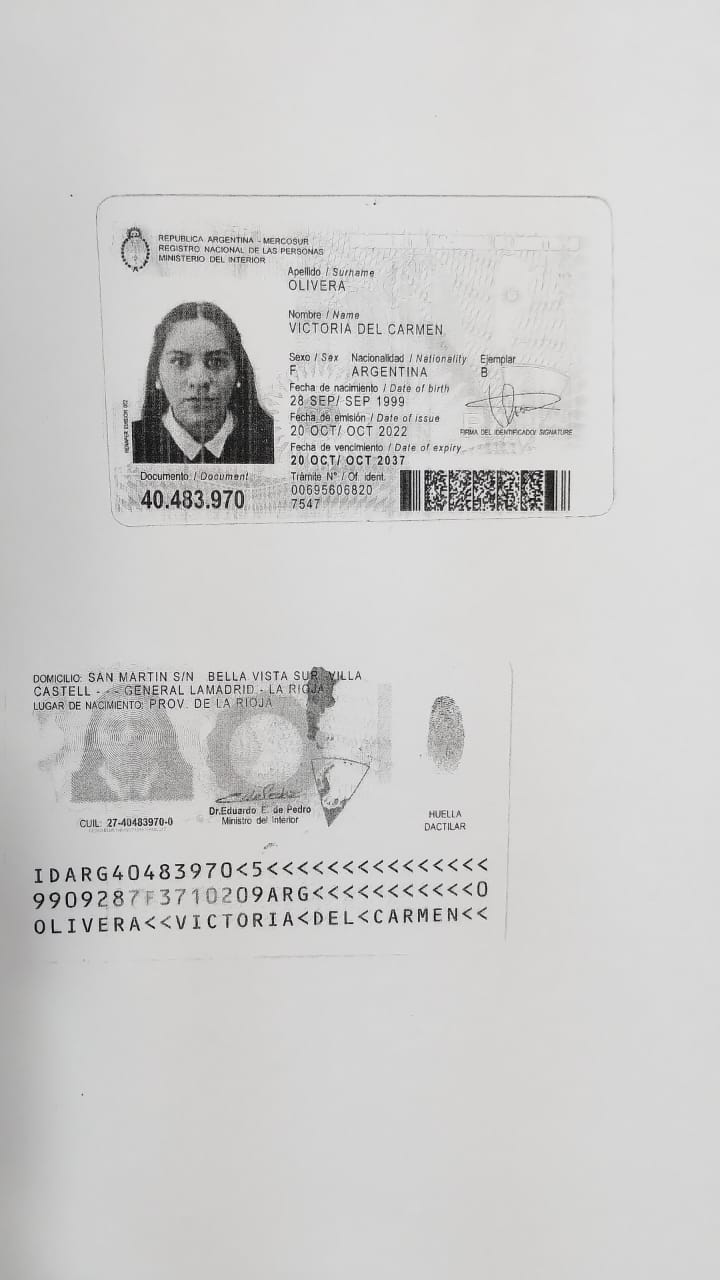 REPUBLICA ARGENTINA - MERCOSUR
REGISTRO NACIONAL DE LAS PERSONAS
MINISTERIO DEL INTERIOR
Apellido / Surname
OLIVERA
Nombre / Name
VICTORIA DEL CARMEN
Sexo / Sex Nacionalidad / Nationality Ejemplar
F ARGENTINA B
Fecha de nacimiento / Date of birth
28 SEP/ SEP 1999
Fecha de emisión / Date of issue
20 OCT/ OCT 2022
FIRMA DEL IDENTIFICADO/ SIGNATURE
Fecha de vencimiento / Date of expiry
20 OCT/ OCT 2037
Documento / Document
40.483.970
Trámite N° / Of. ident.
00695606820
7547
DOMICILIO: SAN MARTIN S/N BELLA VISTA SUR VILLA
CASTELL - - - GENERAL LAMADRID - LA RIOJA
LUGAR DE NACIMIENTO: PROV. DE LA RIOJA
CUIL: 27-40483970-0
Dr.Eduardo E. de Pedro
Ministro del Interior
HUELLA
DACTILAR
IDARG40483970<5<<<<<<<<<<<<<<<
9909287F3710209ARG<<<<<<<<<<<0
OLIVERA<<VICTORIA<DEL<CARMEN<<